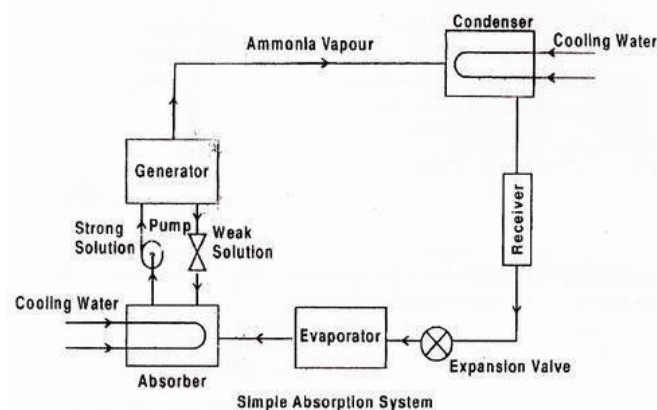 Condenser
Ammonia Vapour
Cooling Water
Generator
Strong
Solution
Pump
Weak
Solution
Receiver
Cooling Water
Evaporator
Expansion Valve
Absorber
Simple Absorption System